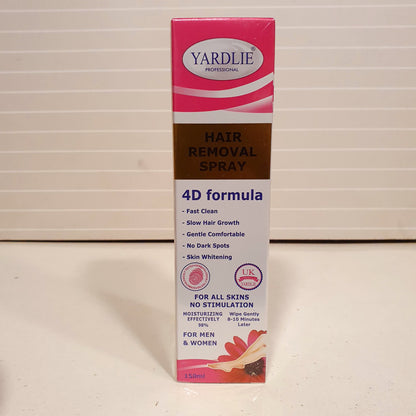 YARDLIE®
PROFESSIONAL
HAIR
REMOVAL
SPRAY
4D formula
- Fast Clean
- Slow Hair Growth
- Gentle Comfortable
- No Dark Spots
- Skin Whitening
UK
FOR ALL SKINS
NO STIMULATION
MOISTURIZING
EFFECTIVELY
98%
Wipe Gently
8-10 Minutes
Later
FOR MEN
& WOMEN
150ml